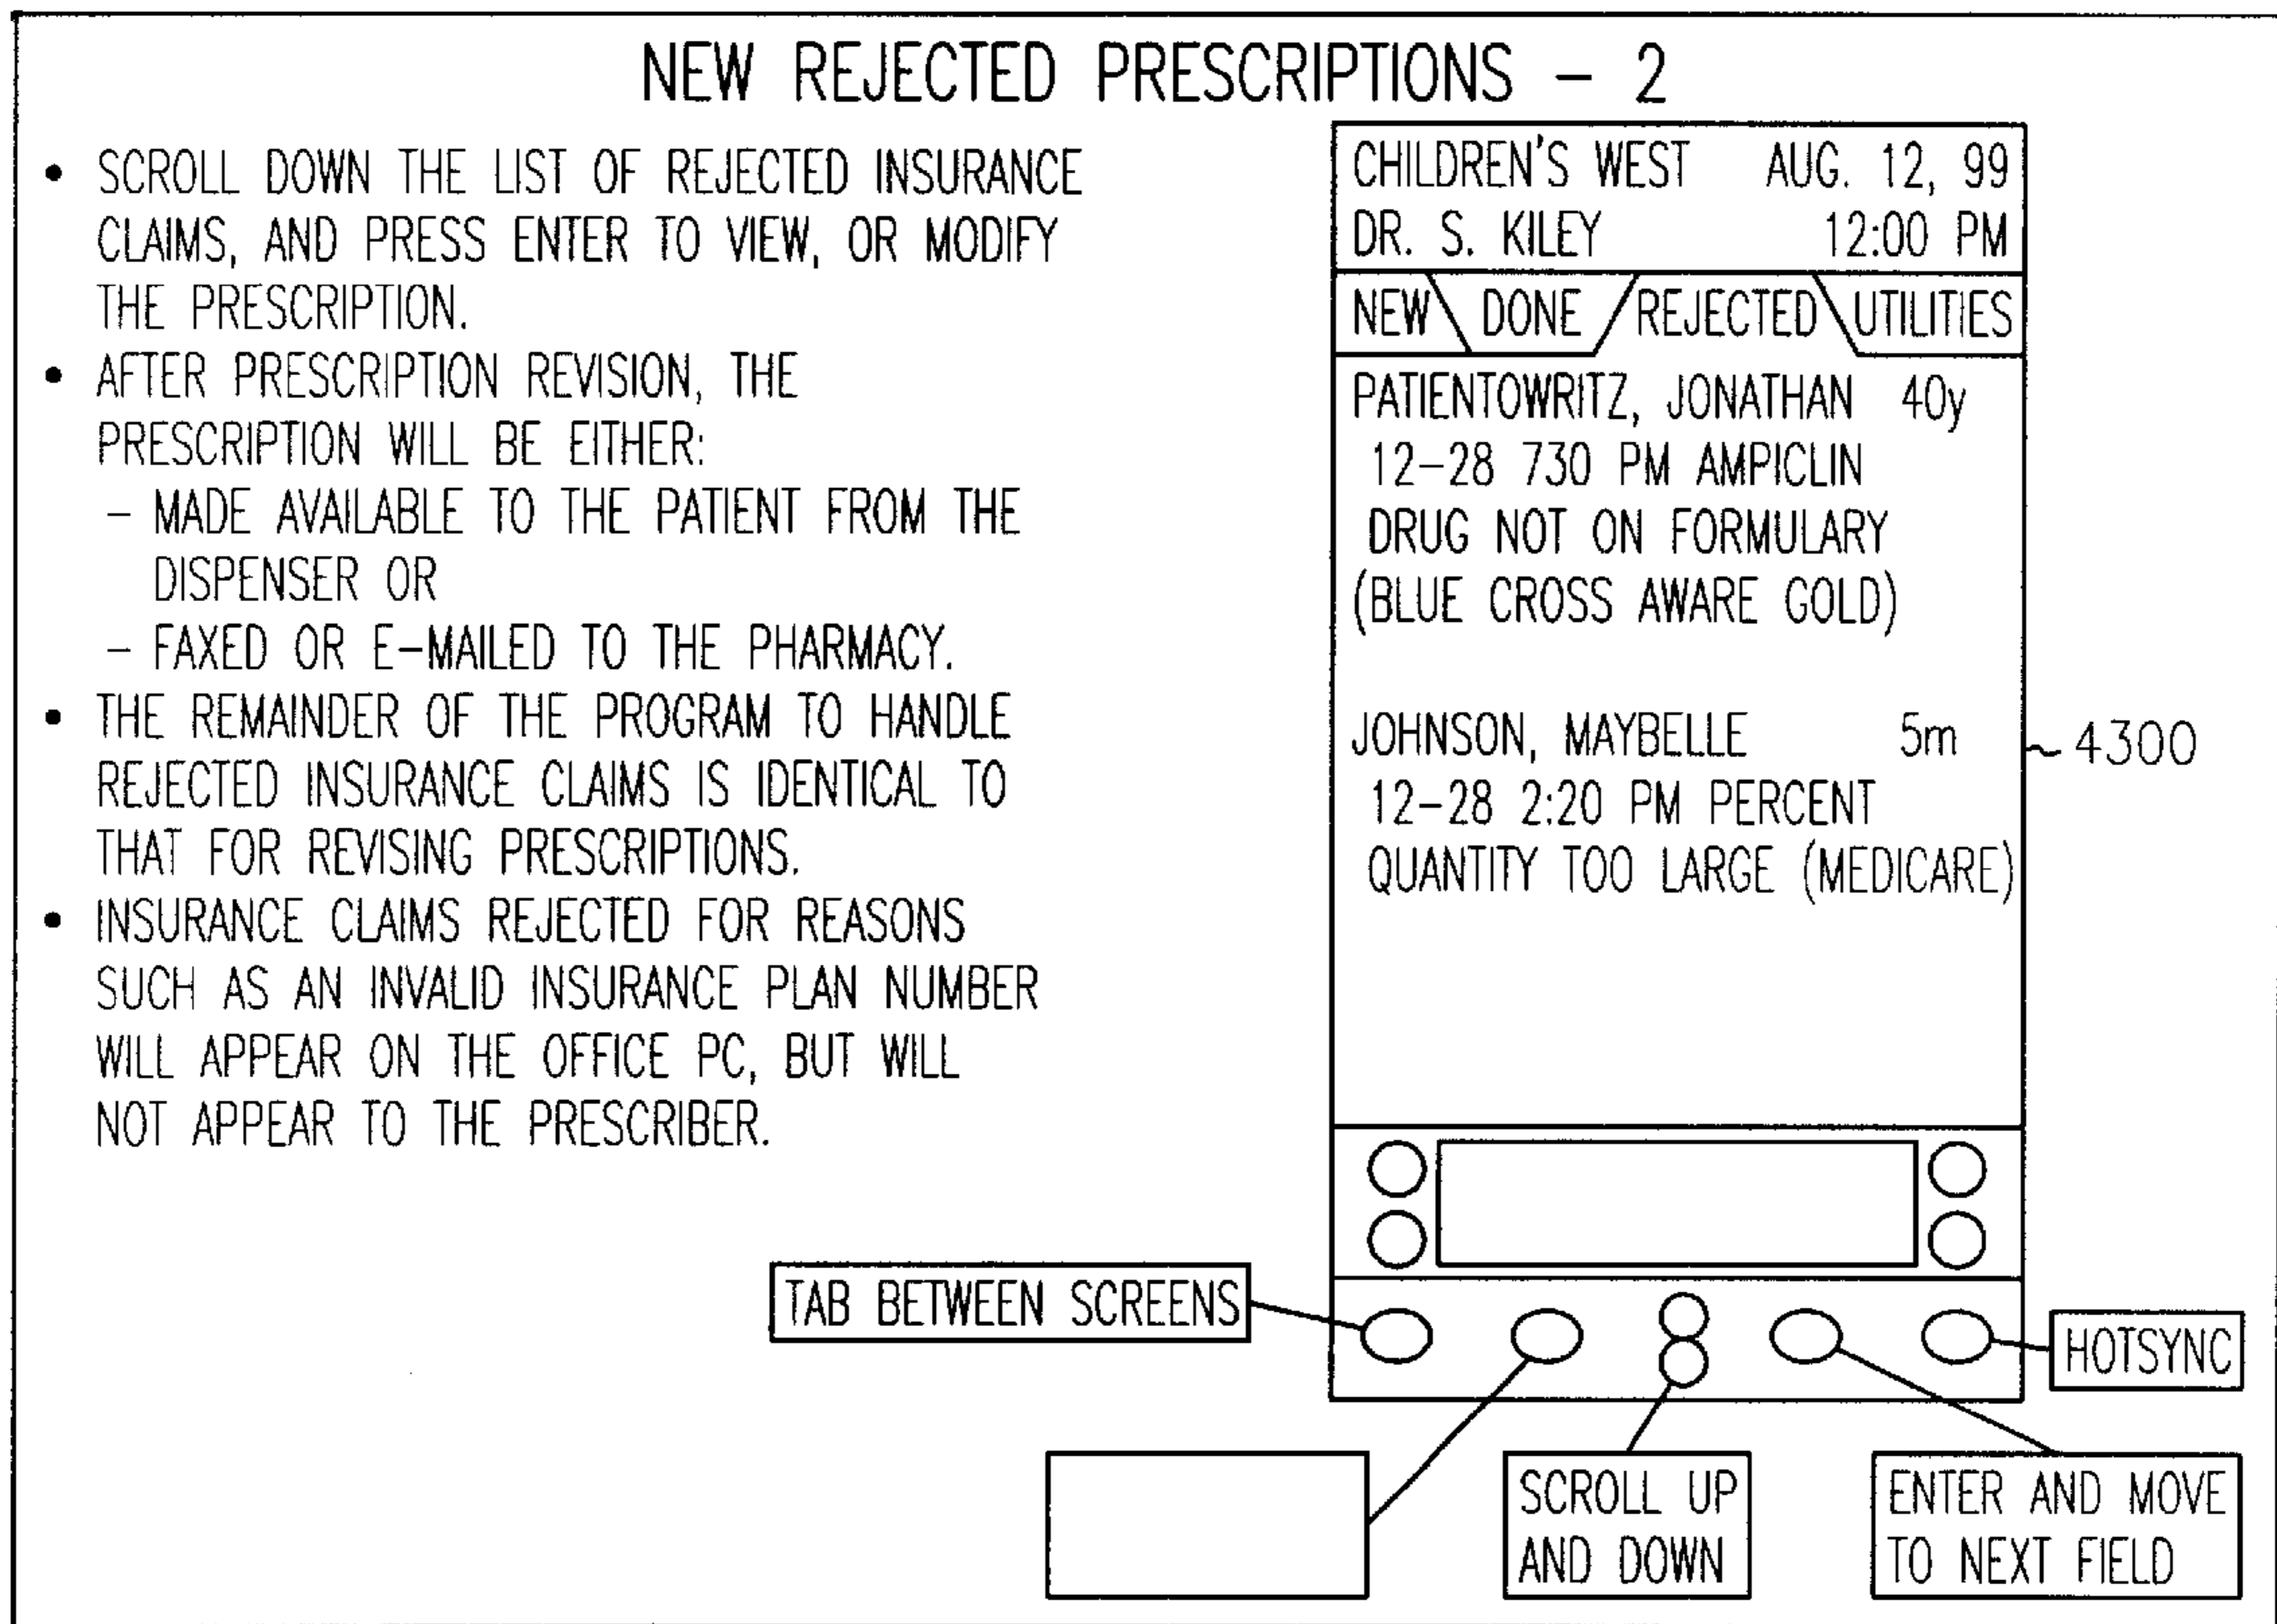 NEW REJECTED PRESCRIPTIONS – 2
• SCROLL DOWN THE LIST OF REJECTED INSURANCE
CLAIMS, AND PRESS ENTER TO VIEW, OR MODIFY
THE PRESCRIPTION.
• AFTER PRESCRIPTION REVISION, THE
PRESCRIPTION WILL BE EITHER:
– MADE AVAILABLE TO THE PATIENT FROM THE
DISPENSER OR
– FAXED OR E–MAILED TO THE PHARMACY.
• THE REMAINDER OF THE PROGRAM TO HANDLE
REJECTED INSURANCE CLAIMS IS IDENTICAL TO
THAT FOR REVISING PRESCRIPTIONS.
• INSURANCE CLAIMS REJECTED FOR REASONS
SUCH AS AN INVALID INSURANCE PLAN NUMBER
WILL APPEAR ON THE OFFICE PC, BUT WILL
NOT APPEAR TO THE PRESCRIBER.
CHILDREN'S WEST AUG. 12, 99
DR. S. KILEY 12:00 PM
NEW DONE REJECTED UTILITIES
PATIENTOWRITZ, JONATHAN 40y
12–28 730 PM AMPICLIN
DRUG NOT ON FORMULARY
(BLUE CROSS AWARE GOLD)
JOHNSON, MAYBELLE 5m
4300
12–28 2:20 PM PERCENT
QUANTITY TOO LARGE (MEDICARE)
TAB BETWEEN SCREENS
HOTSYNC
SCROLL UP
AND DOWN
ENTER AND MOVE
TO NEXT FIELD